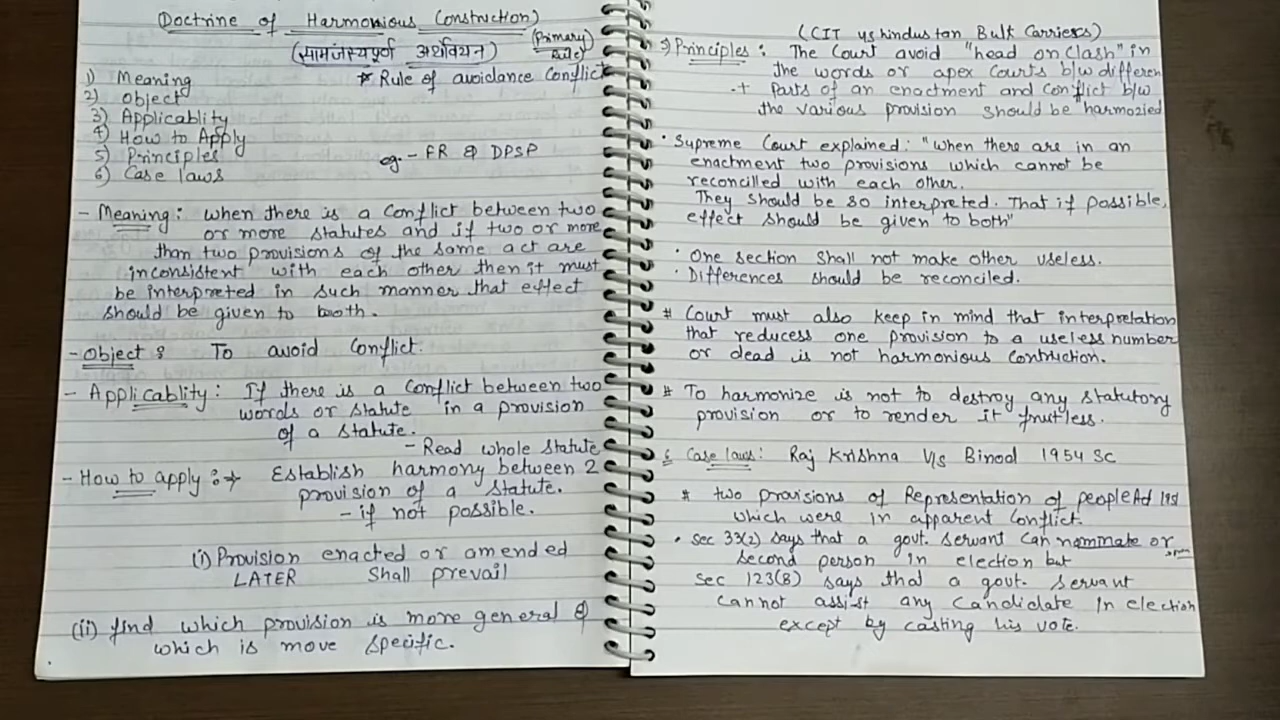 Doctrine of Harmonious Construction)
(सामंजस्यपूर्ण अर्थान्वयन) (Primary Rule)
* Rule of avoidance Conflict
1) Meaning
2) Object
3) Applicablity
4) How to Apply
5) Principles
6) Case laws
eg.- FR & DPSP
- Meaning: when there is a conflict between two
or more statutes and if two or more
than two provisions of the same act are
inconsistent with each other then it must
be interpreted in such manner that effect
should be given to both.
- Object: To avoid Conflict.
- Applicablity: If there is a conflict between two
words or statute in a provision
of a statute.
- Read whole statute
- How to apply :→ Establish harmony between 2
provision of a statute.
- if not possible.
(i) Provision enacted or amended
LATER shall prevail
(ii) find which provision is more general &
which is move specific.
(CIT vs hindustan Bulk Carriers)
5) Principles: The Court avoid "head on clash" in
the words or apex Courts b/w differen
parts of an enactment and conflict b/w
the various provision should be harmozied
• Supreme Court explained: "When there are in an
enactment two provisions which cannot be
reconcilled with each other.
They should be so interpreted. That if possible,
effect should be given to both"
• One section shall not make other useless.
• Differences should be reconciled.
# Court must also keep in mind that interpretation
that reducess one provision to a useless number
or dead is not harmonious contruction.
# To harmonize is not to destroy any statutory
provision or to render it fruitless.
6 Case laws: Raj Krishna V/s Binod 1954 SC
* two provisions of Representation of people Act 1951
which were in apparent conflict.
• Sec 33(2) says that a govt. servant can nominate or
second person in election but
sec 123(8) says that a govt. servant
cannot assist any candidate in election
except by casting his vote.